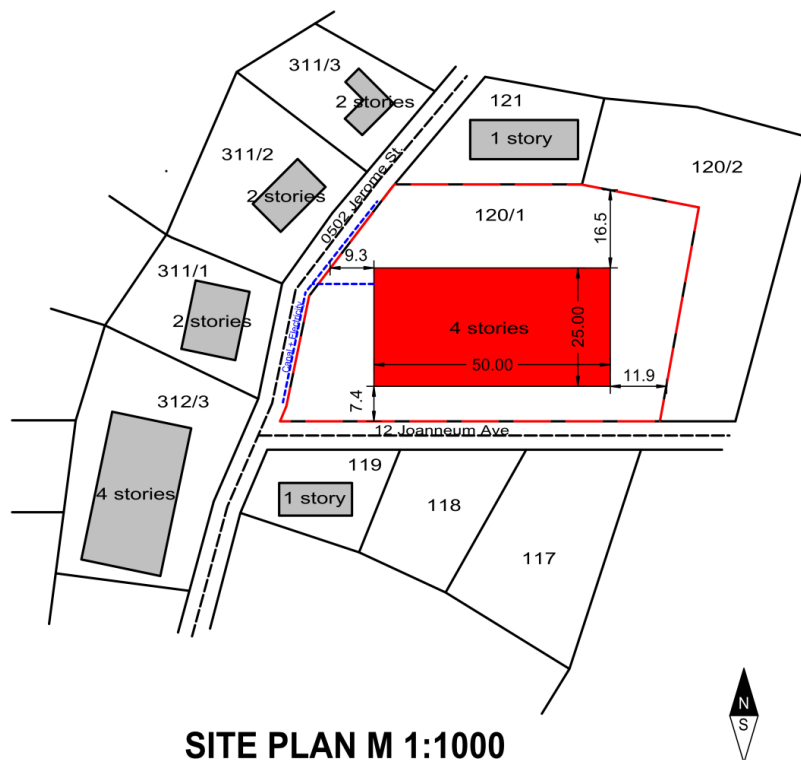 311/3
2 stories
121
1 story
311/2
120/2
2 stories
0502 Jerome St.
120/1
16.5
9.3
311/1
2 stories
Canal + Electricity
4 stories
25.00
50.00
11.9
7.4
312/3
12 Joanneum Ave
119
4 stories
1 story
118
117
N
S
SITE PLAN M 1:1000